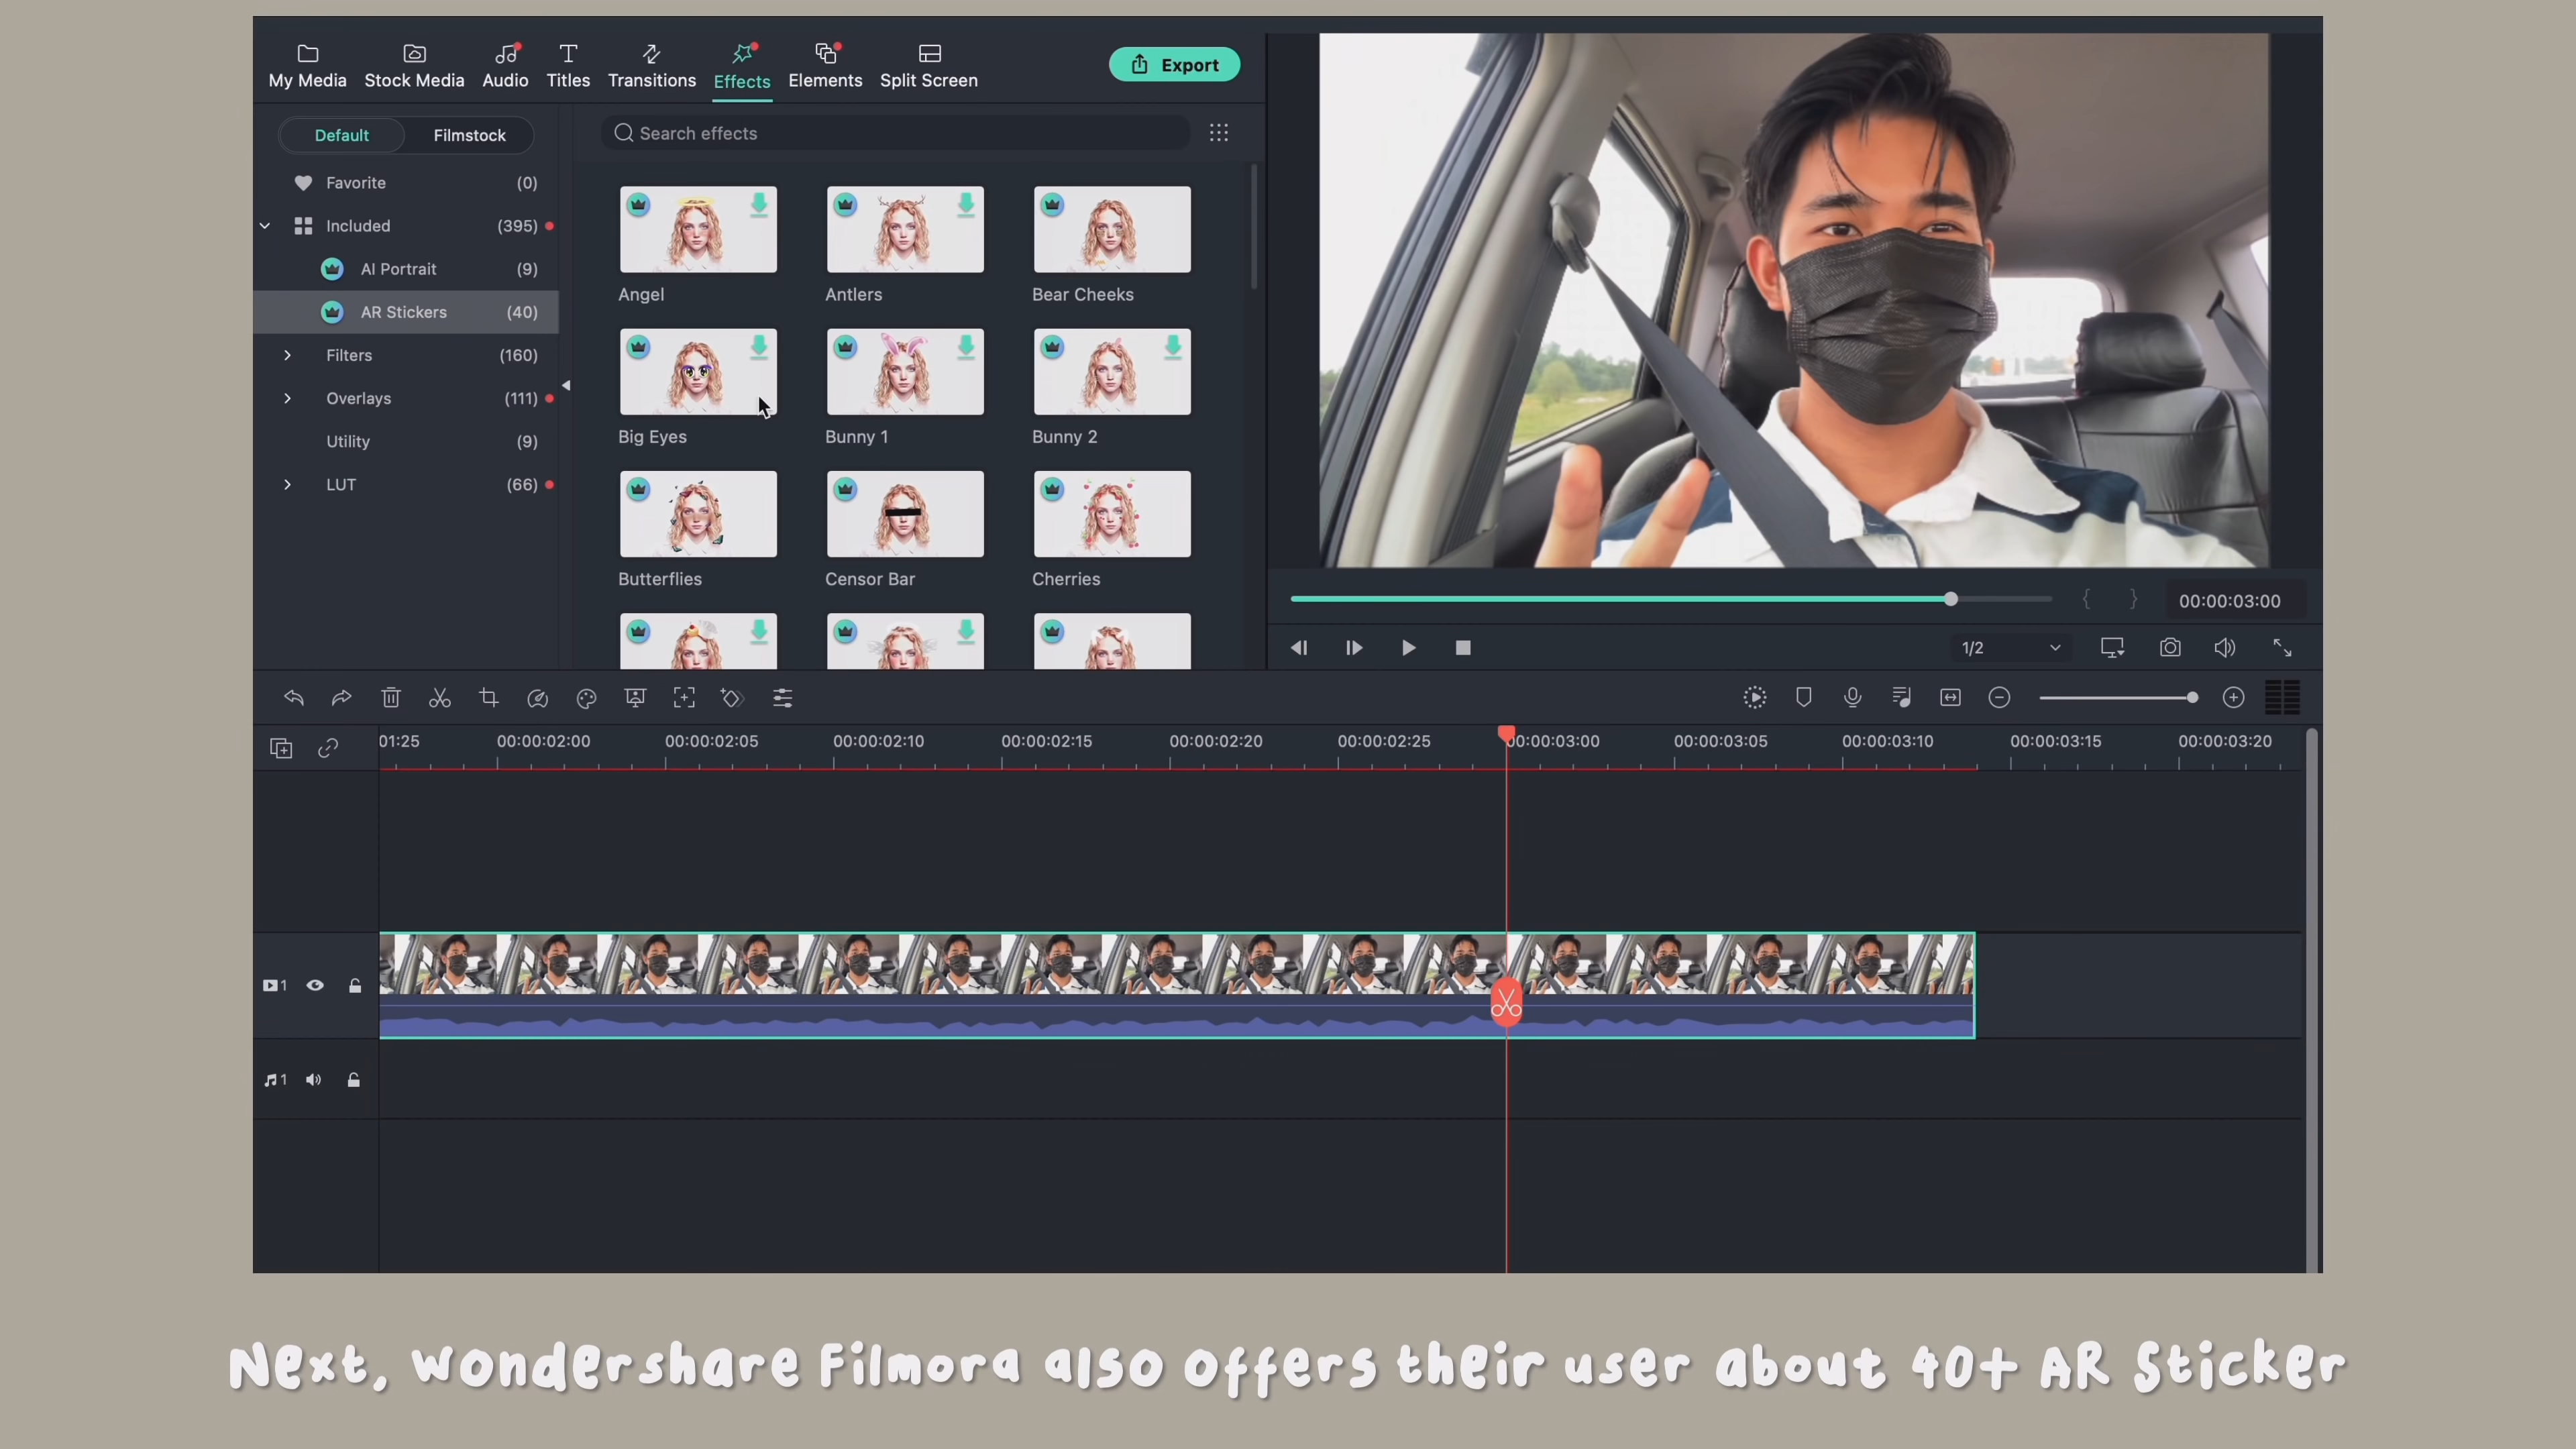 My Media Stock Media Audio Titles Transitions Effects Elements Split Screen Export
Default Filmstock
Search effects
Favorite (0)
Included (395)
AI Portrait (9)
AR Stickers (40)
Filters (160)
Overlays (111)
Utility (9)
LUT (66)
Angel Antlers Bear Cheeks
Big Eyes Bunny 1 Bunny 2
Butterflies Censor Bar Cherries
00:00:03:00
1/2
01:25 00:00:02:00 00:00:02:05 00:00:02:10 00:00:02:15 00:00:02:20 00:00:02:25 00:00:03:00 00:00:03:05 00:00:03:10 00:00:03:15 00:00:03:20
1
1
Next, Wondershare Filmora also offers their user about 40+ AR Sticker